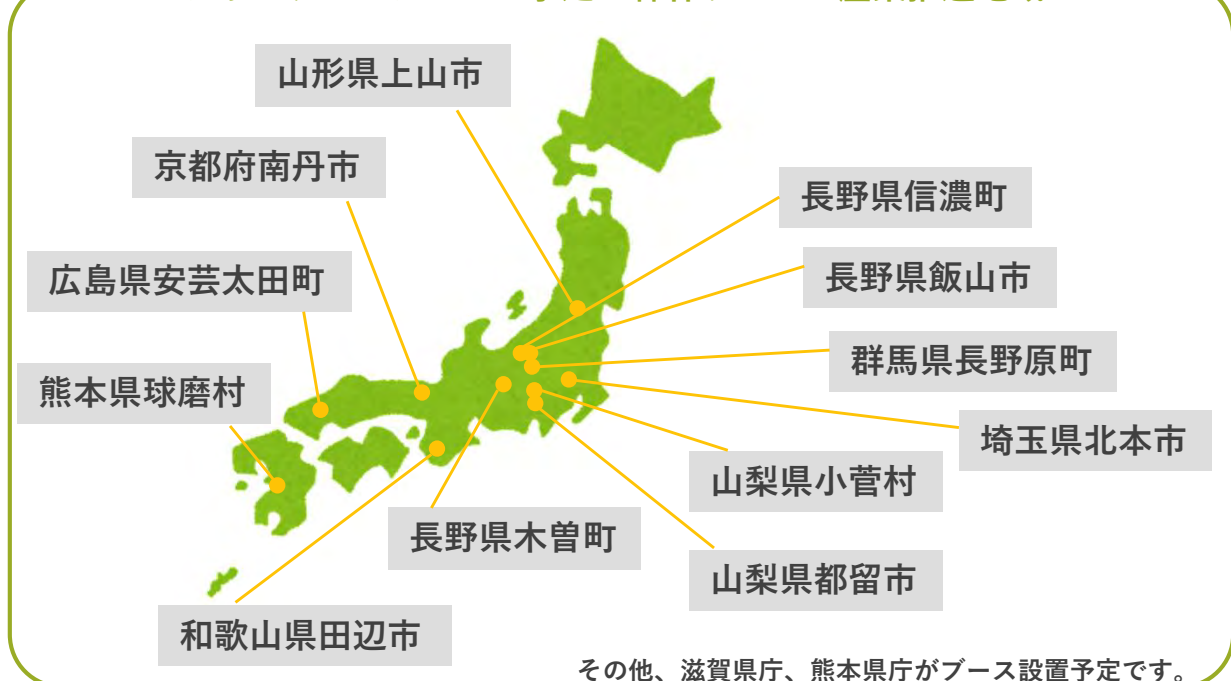 山形県上山市
京都府南丹市
長野県信濃町
広島県安芸太田町
長野県飯山市
群馬県長野原町
熊本県球磨村
埼玉県北本市
山梨県小菅村
長野県木曽町
山梨県都留市
和歌山県田辺市
その他、滋賀県庁、熊本県庁がブース設置予定です。